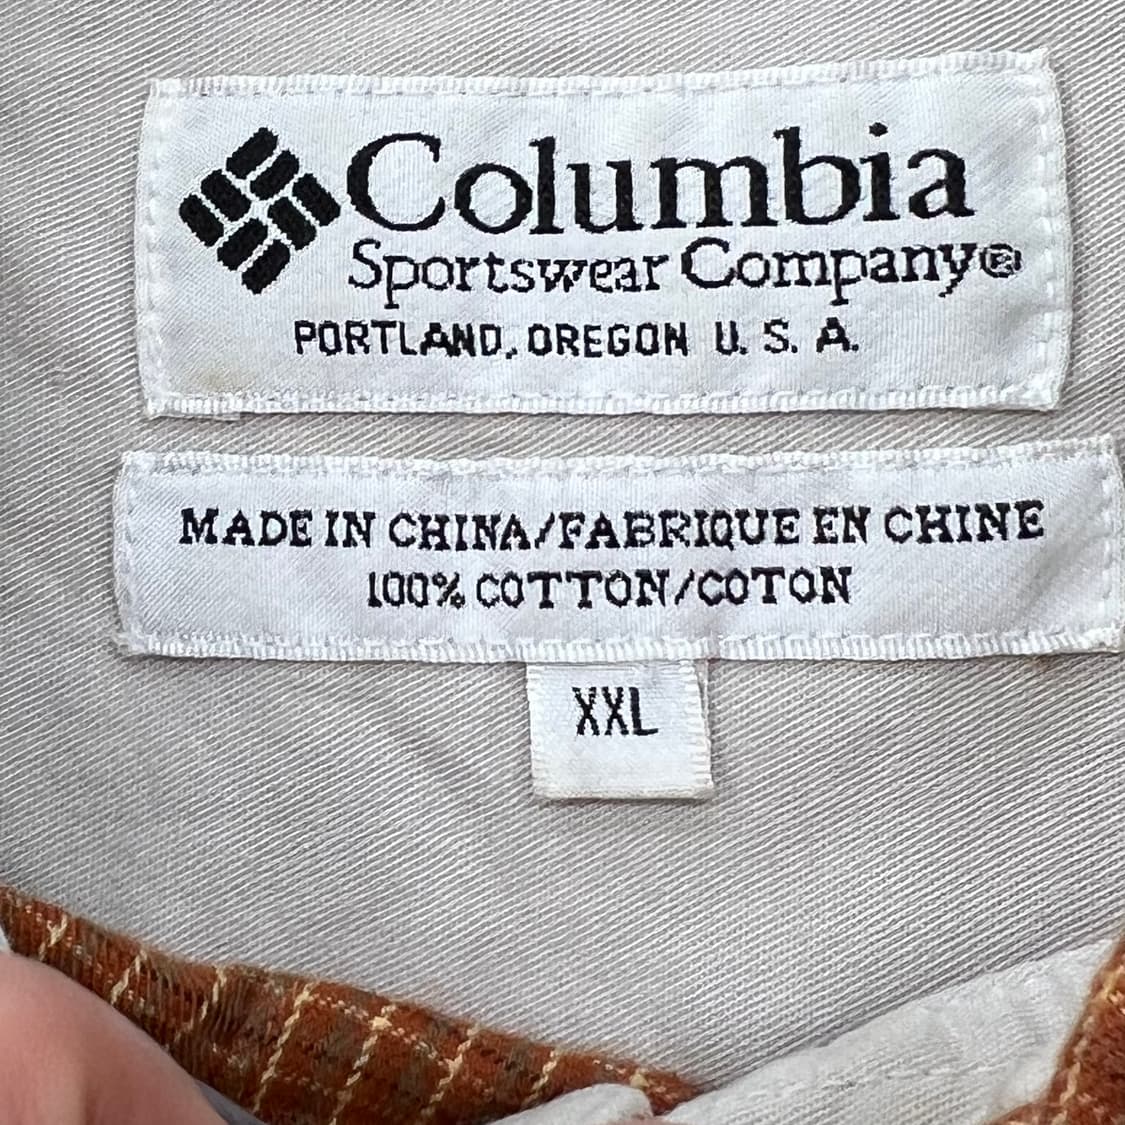 Columbia
Sportswear Company®
PORTLAND, OREGON U. S. A.
MADE IN CHINA/FABRIQUE EN CHINE
100% COTTON/COTON
XXL